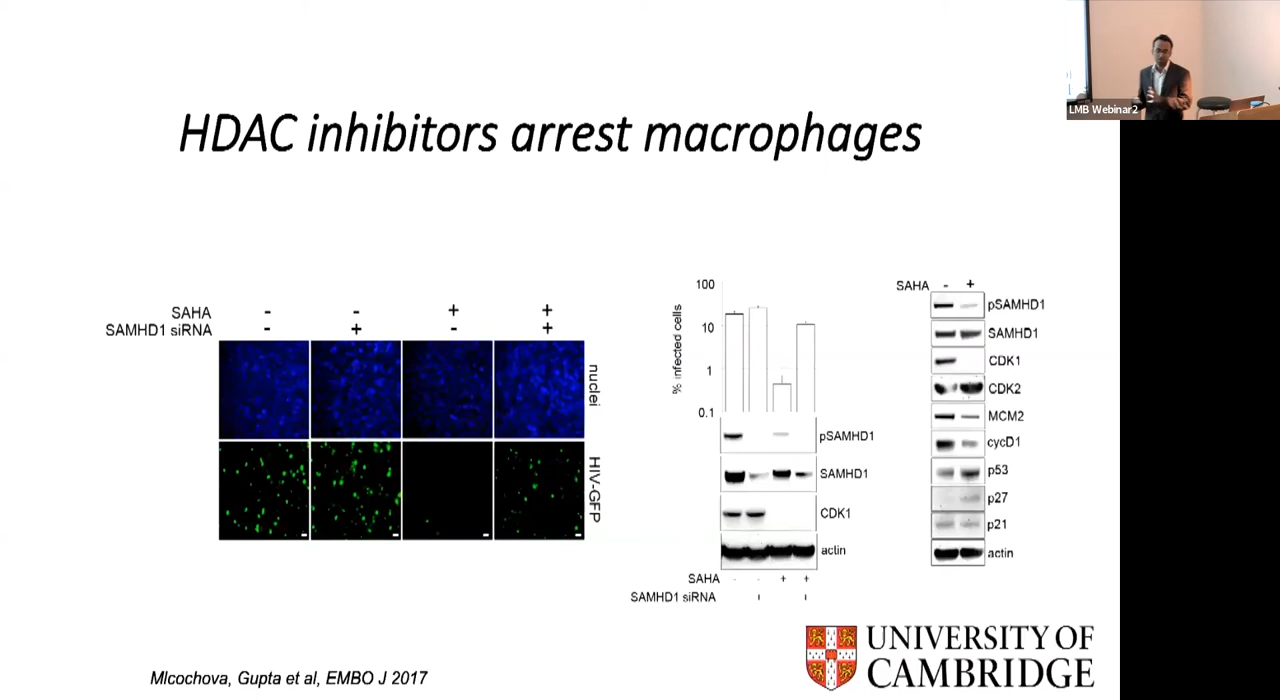 LMB Webinar2
HDAC inhibitors arrest macrophages
SAHA - - + +
SAMHD1 siRNA - + - +
nuclei
HIV-GFP
% infected cells
100
10
1
0.1
pSAMHD1
SAMHD1
CDK1
actin
SAHA - - + +
SAMHD1 siRNA
SAHA - +
pSAMHD1
SAMHD1
CDK1
CDK2
MCM2
cycD1
p53
p27
p21
actin
Mlcochova, Gupta et al, EMBO J 2017
UNIVERSITY OF
CAMBRIDGE